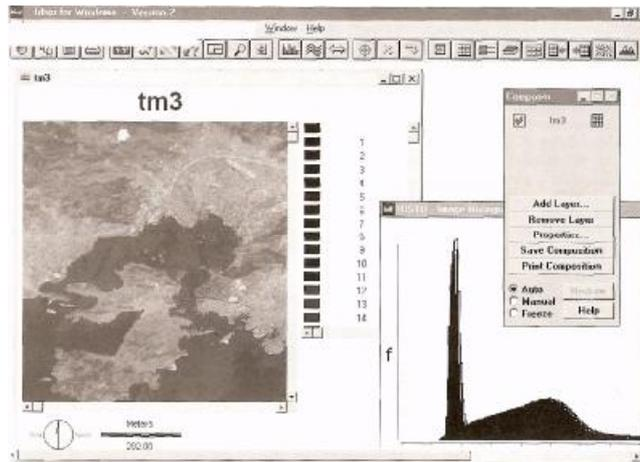 Idrisi for Windows - Version 2
Window Help
tm3
tm3
1
2
3
4
5
6
7
8
9
10
11
12
13
14
Meters
292.00
Composer
tm3
Add Layer...
Remove Layer
Properties...
Save Composition
Print Composition
Auto
Manual
Freeze
Help
f